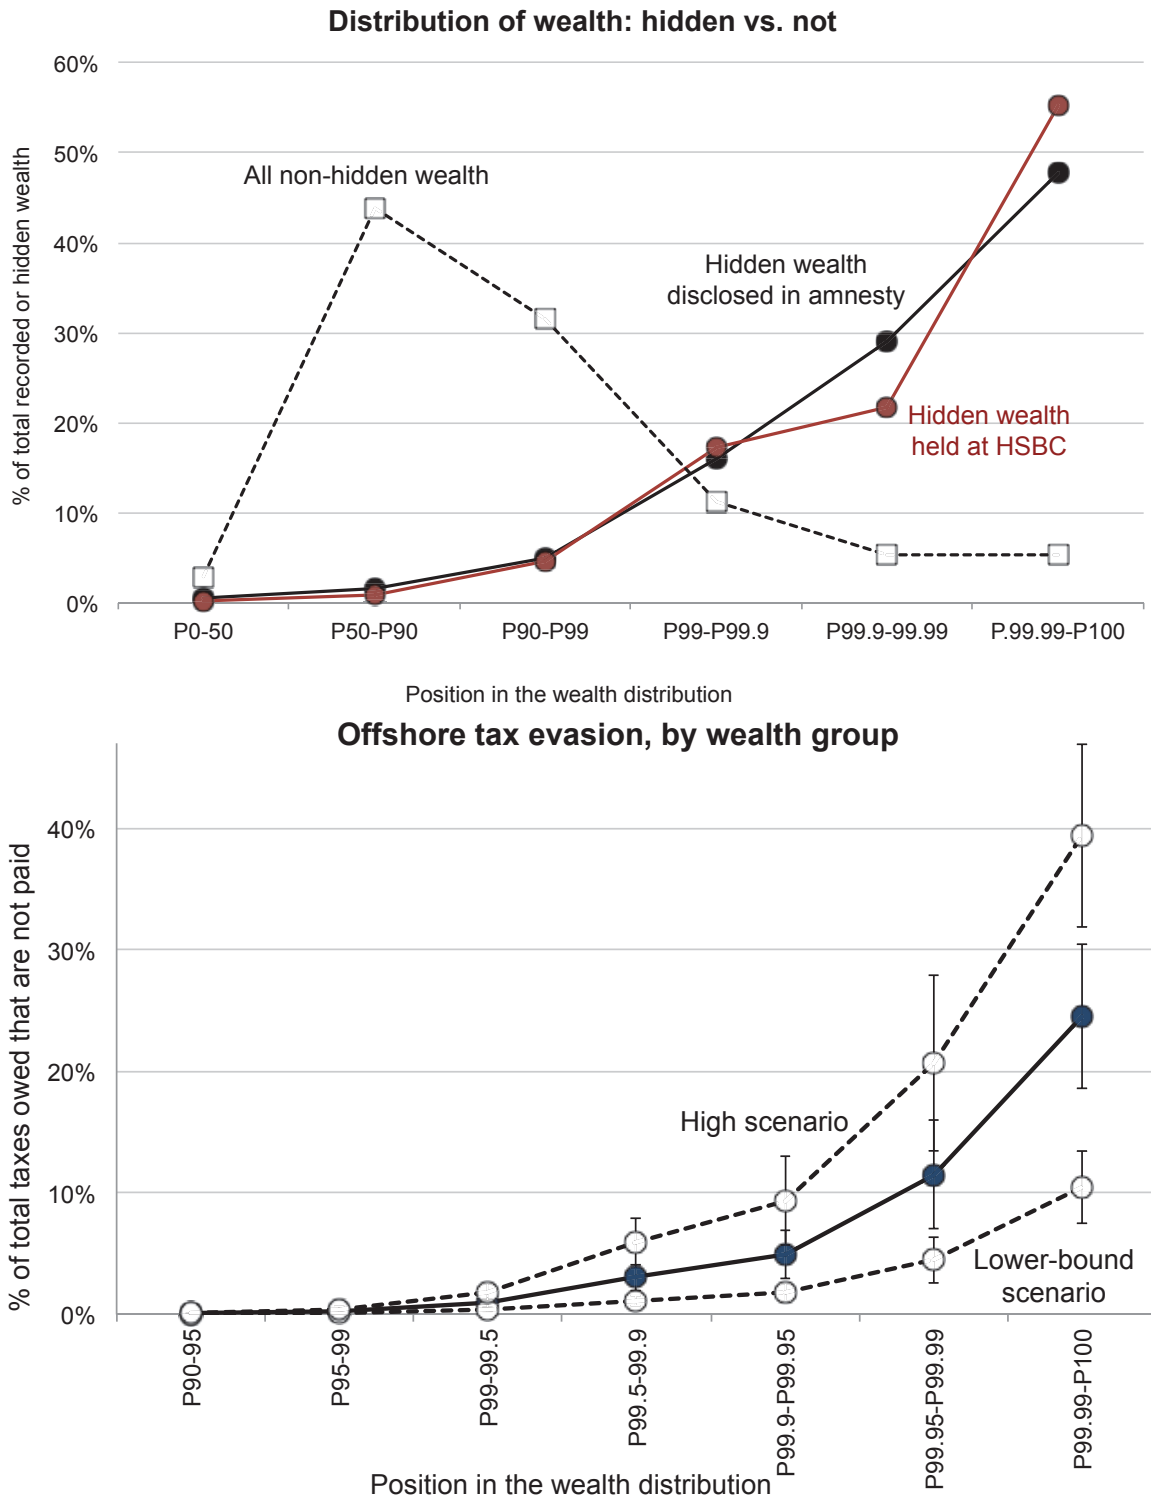 Distribution of wealth: hidden vs. not
% of total recorded or hidden wealth
60%
50%
40%
30%
20%
10%
0%
All non-hidden wealth
Hidden wealth
disclosed in amnesty
Hidden wealth
held at HSBC
P0-50
P50-P90
P90-P99
P99-P99.9
P99.9-99.99
P.99.99-P100
Position in the wealth distribution
Offshore tax evasion, by wealth group
% of total taxes owed that are not paid
40%
30%
20%
10%
0%
High scenario
Lower-bound
scenario
P90-95
P95-99
P99-99.5
P99.5-99.9
P99.9-P99.95
P99.95-P99.99
P99.99-P100
Position in the wealth distribution